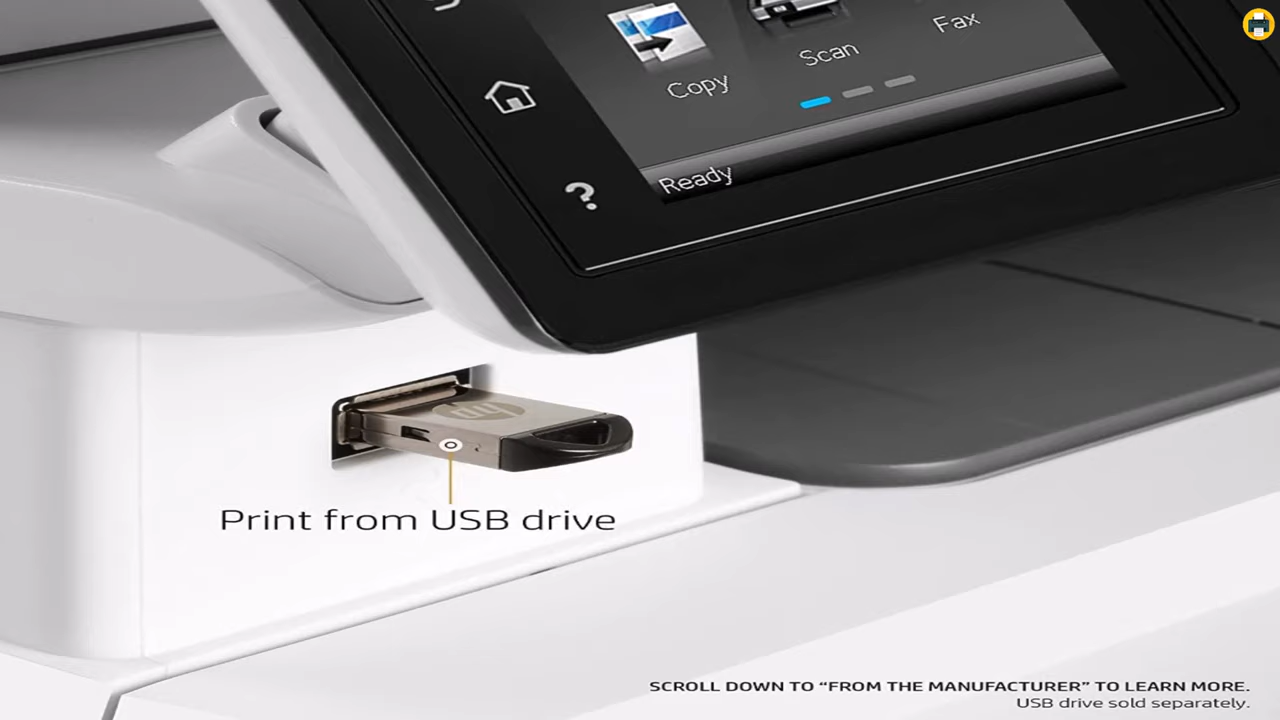 Copy
Scan
Fax
?
Ready
hp
Print from USB drive
SCROLL DOWN TO “FROM THE MANUFACTURER” TO LEARN MORE.
USB drive sold separately.